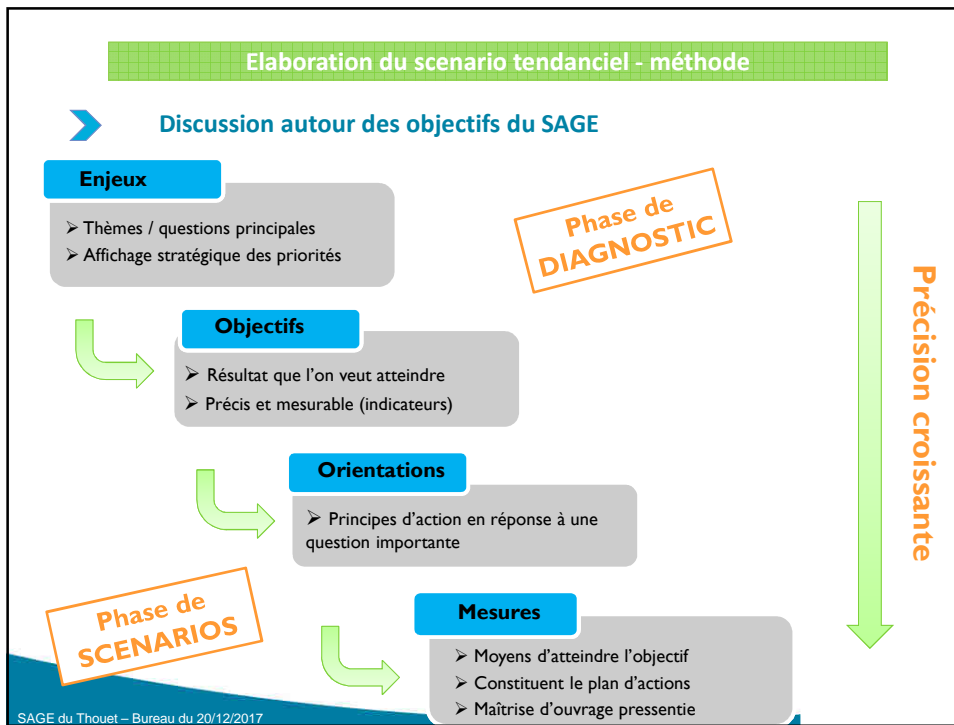 Elaboration du scenario tendanciel - méthode
Discussion autour des objectifs du SAGE
Enjeux
➢ Thèmes / questions principales
➢ Affichage stratégique des priorités
Phase de
DIAGNOSTIC
Objectifs
➢ Résultat que l’on veut atteindre
➢ Précis et mesurable (indicateurs)
Précision croissante
Orientations
➢ Principes d’action en réponse à une
question importante
Phase de
SCENARIOS
Mesures
➢ Moyens d’atteindre l’objectif
➢ Constituent le plan d’actions
➢ Maîtrise d’ouvrage pressentie
SAGE du Thouet – Bureau du 20/12/2017